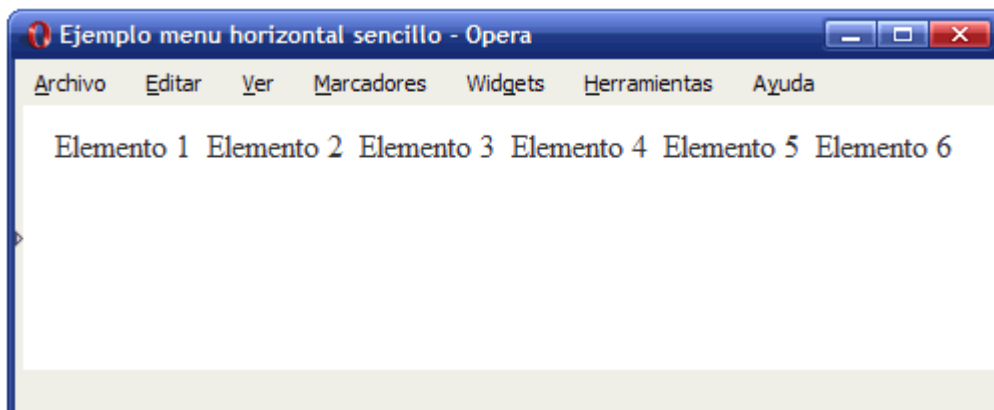 Ejemplo menu horizontal sencillo - Opera
Archivo Editar Ver Marcadores Widgets Herramientas Ayuda
Elemento 1 Elemento 2 Elemento 3 Elemento 4 Elemento 5 Elemento 6